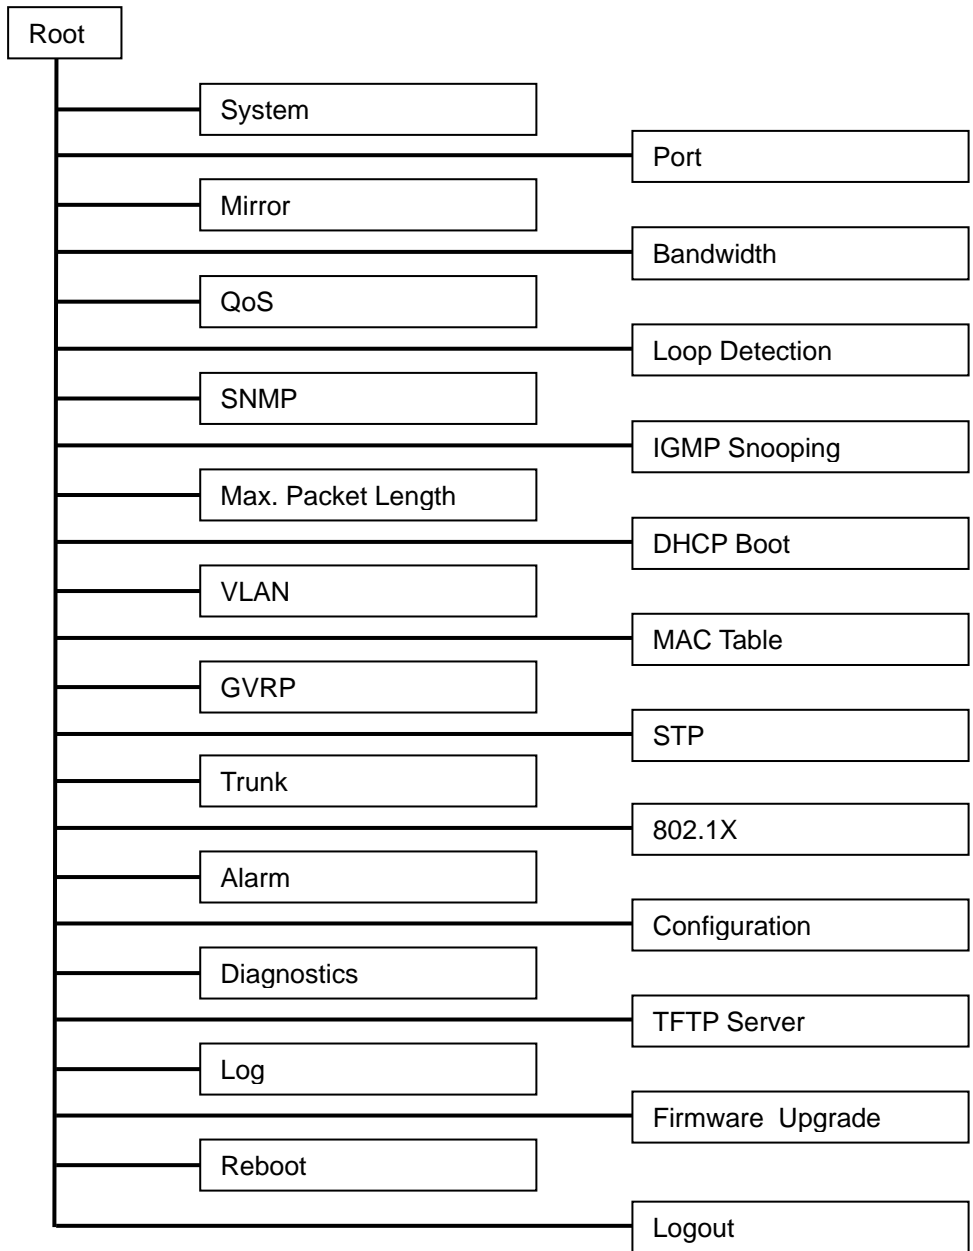 Root
System
Port
Mirror
Bandwidth
QoS
Loop Detection
SNMP
IGMP Snooping
Max. Packet Length
DHCP Boot
VLAN
MAC Table
GVRP
STP
Trunk
802.1X
Alarm
Configuration
Diagnostics
TFTP Server
Log
Firmware Upgrade
Reboot
Logout